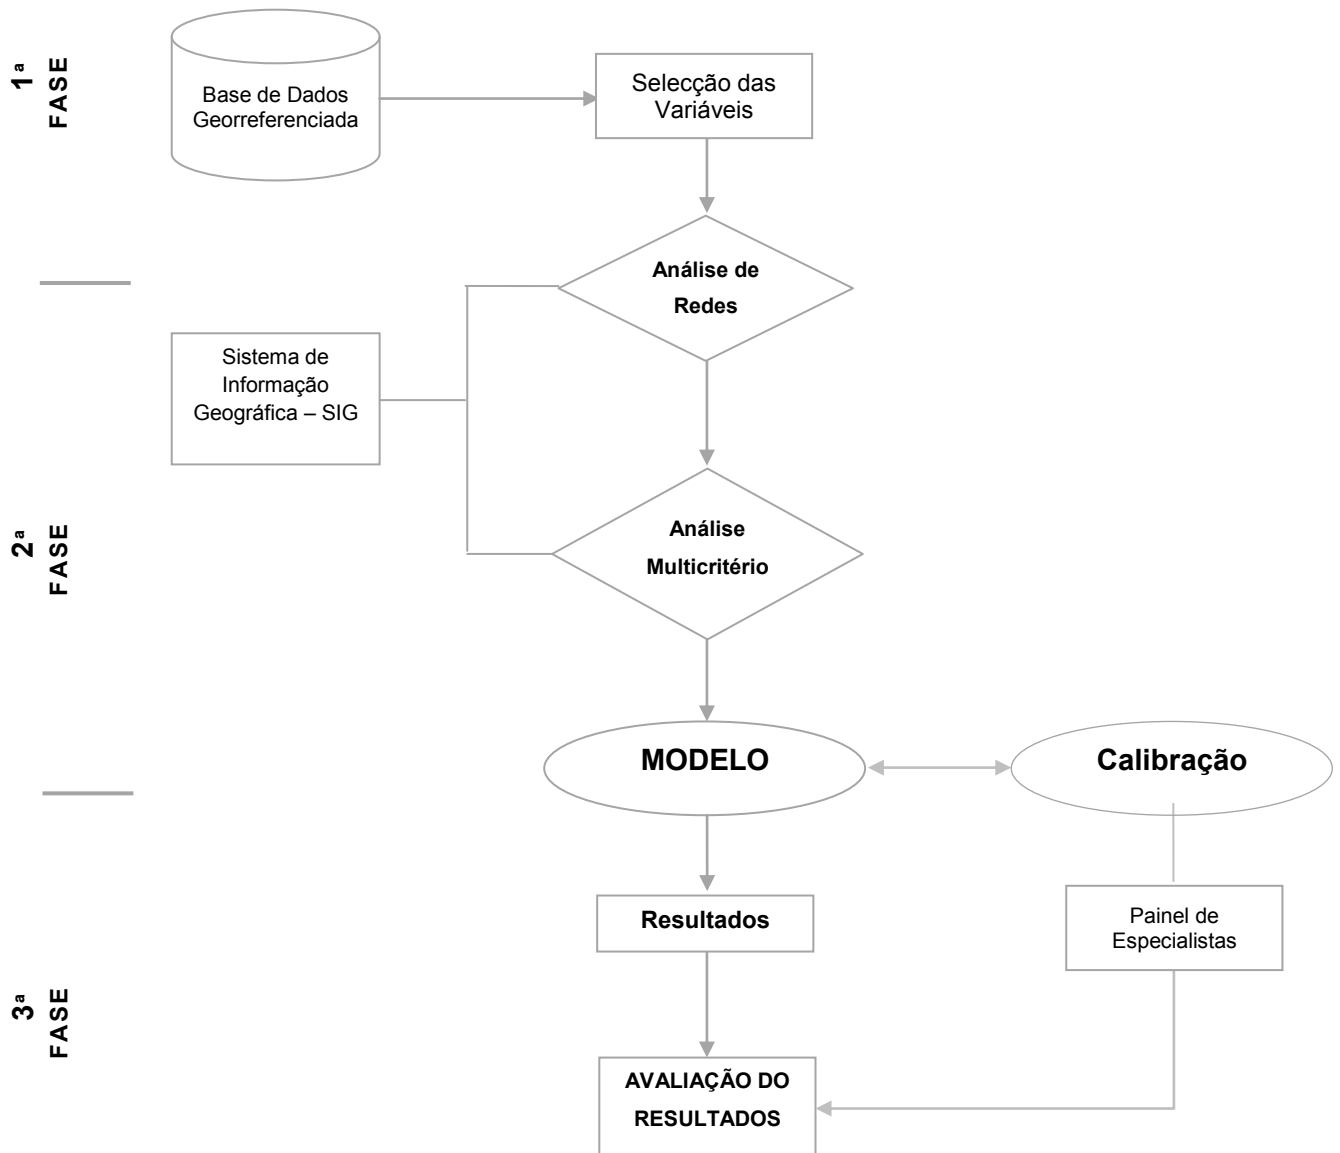 1ª
FASE
Base de Dados
Georreferenciada
Selecção das
Variáveis
Análise de
Redes
Sistema de
Informação
Geográfica – SIG
2ª
FASE
Análise
Multicritério
MODELO
Calibração
Resultados
Painel de
Especialistas
3ª
FASE
AVALIAÇÃO DO
RESULTADOS